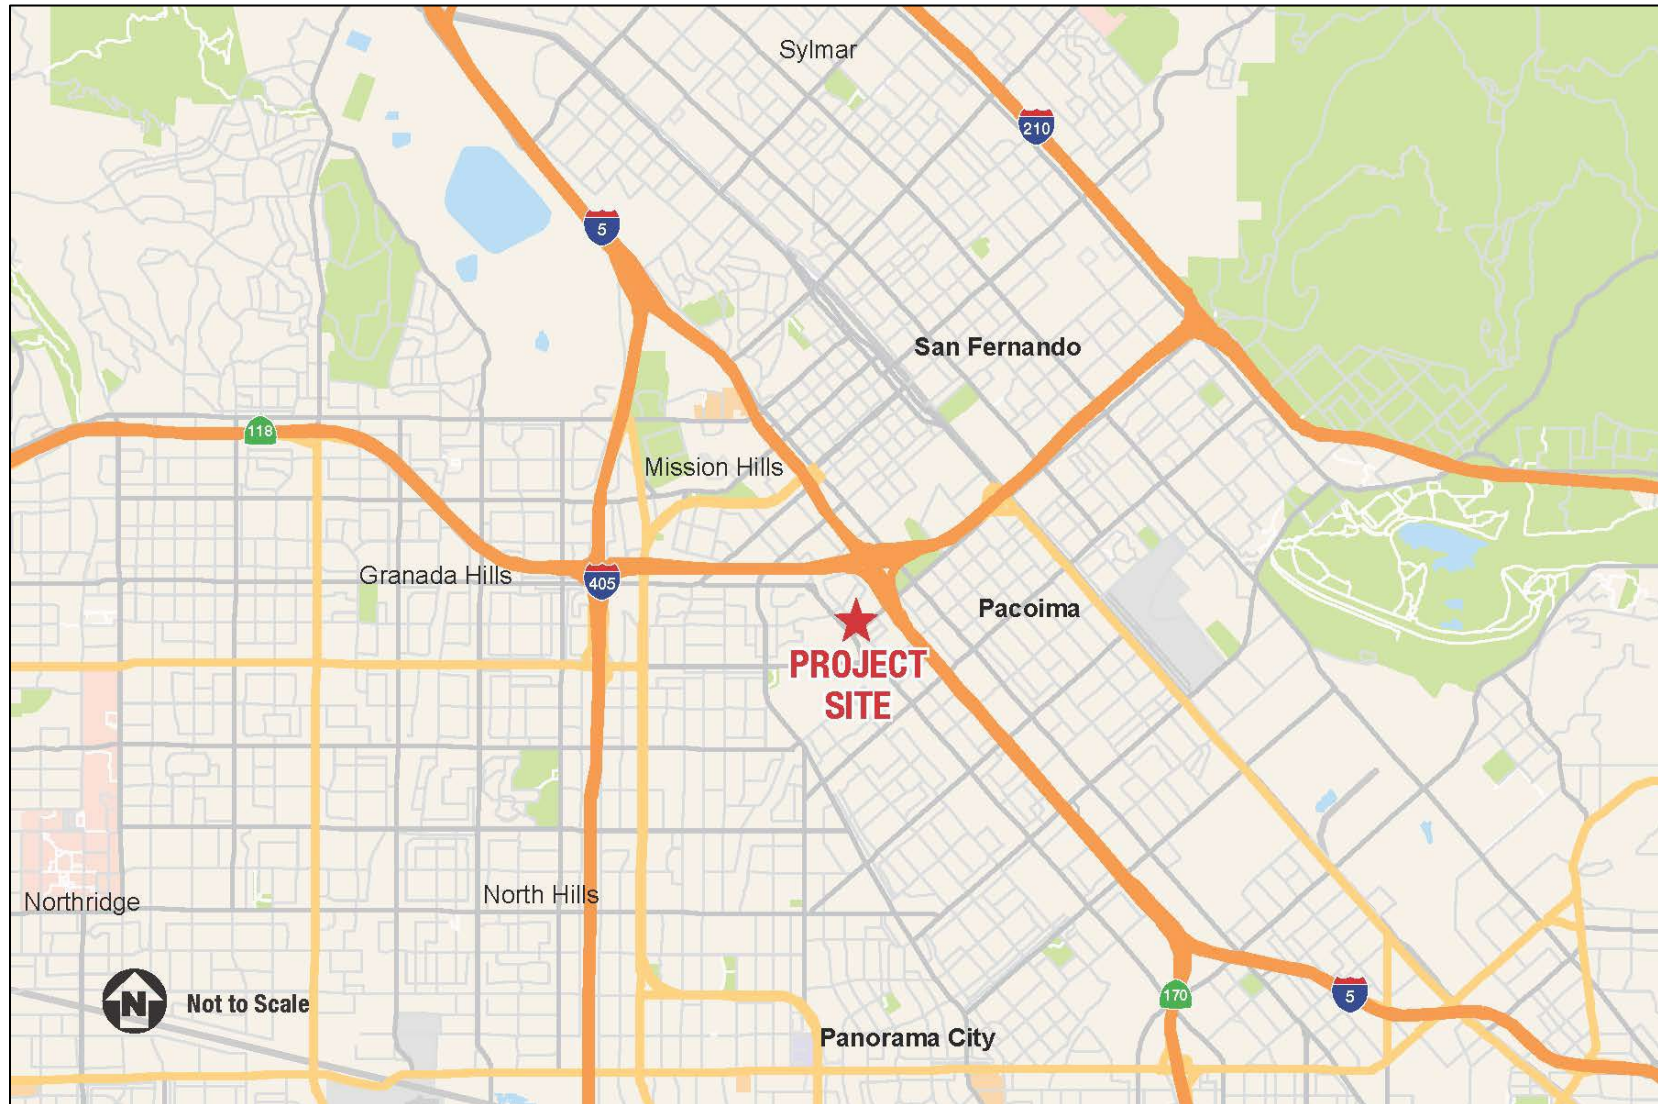 Sylmar
210
5
San Fernando
118
Mission Hills
Granada Hills
405
Pacoima
PROJECT
SITE
Northridge
North Hills
N
Not to Scale
170
5
Panorama City